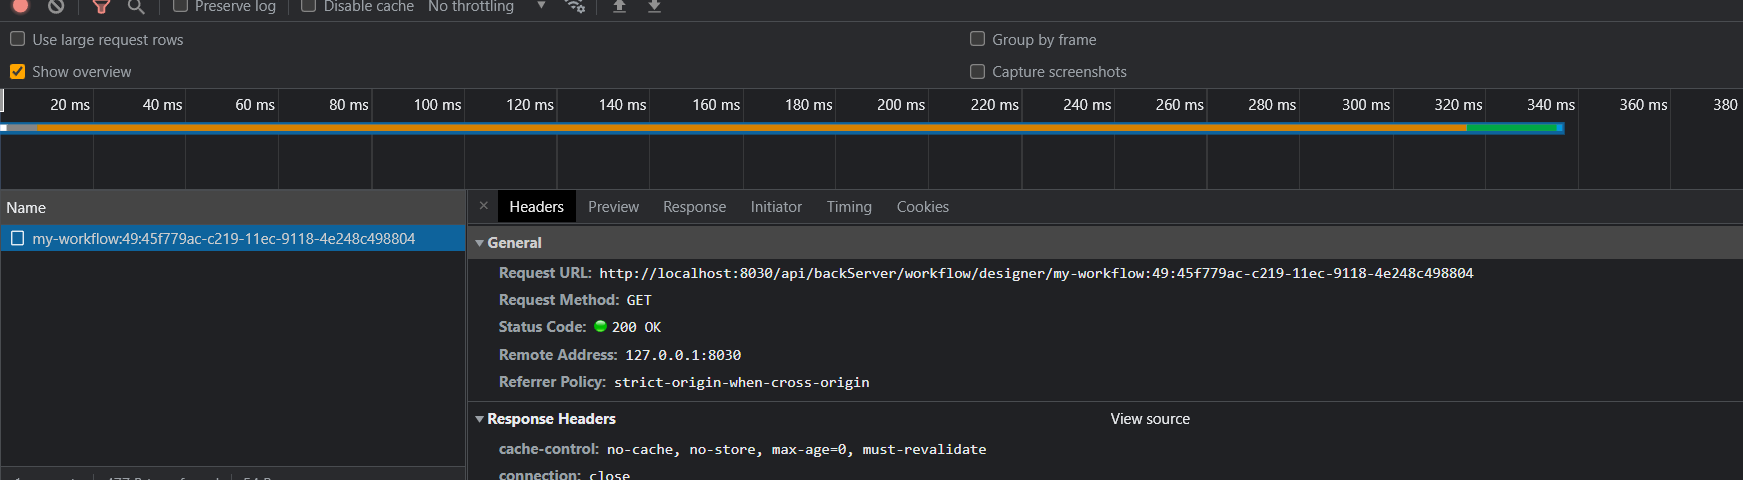 Preserve log Disable cache No throttling
Use large request rows Group by frame
Show overview Capture screenshots
20 ms 40 ms 60 ms 80 ms 100 ms 120 ms 140 ms 160 ms 180 ms 200 ms 220 ms 240 ms 260 ms 280 ms 300 ms 320 ms 340 ms 360 ms 380
Name
my-workflow:49:45f779ac-c219-11ec-9118-4e248c498804
× Headers Preview Response Initiator Timing Cookies
General
Request URL: http://localhost:8030/api/backServer/workflow/designer/my-workflow:49:45f779ac-c219-11ec-9118-4e248c498804
Request Method: GET
Status Code: 200 OK
Remote Address: 127.0.0.1:8030
Referrer Policy: strict-origin-when-cross-origin
Response Headers View source
cache-control: no-cache, no-store, max-age=0, must-revalidate
connection: close